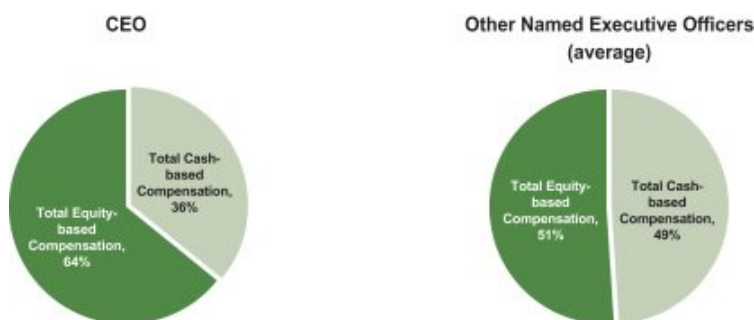 CEO
Total Cash-
based
Compensation,
36%
Total Equity-
based
Compensation,
64%
Other Named Executive Officers
(average)
Total Equity-
based
Compensation,
51%
Total Cash-
based
Compensation,
49%